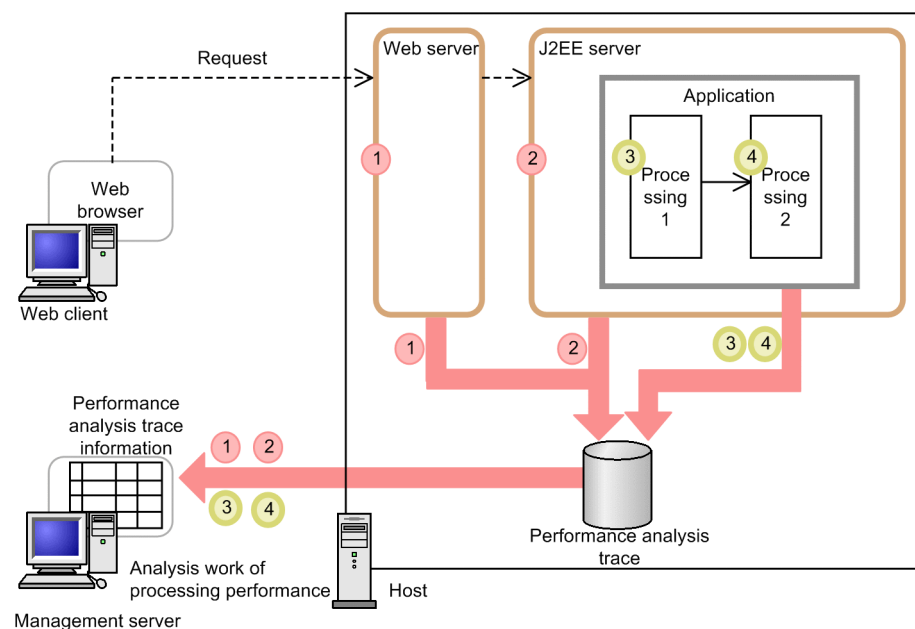 Web server
J2EE server
Request
Application
1
2
3
4
Proce
ssing
1
Proce
ssing
2
Web
browser
Web client
1
2
3 4
Performance
analysis trace
information
1 2
3 4
Performance analysis
trace
Analysis work of
processing performance
Host
Management server